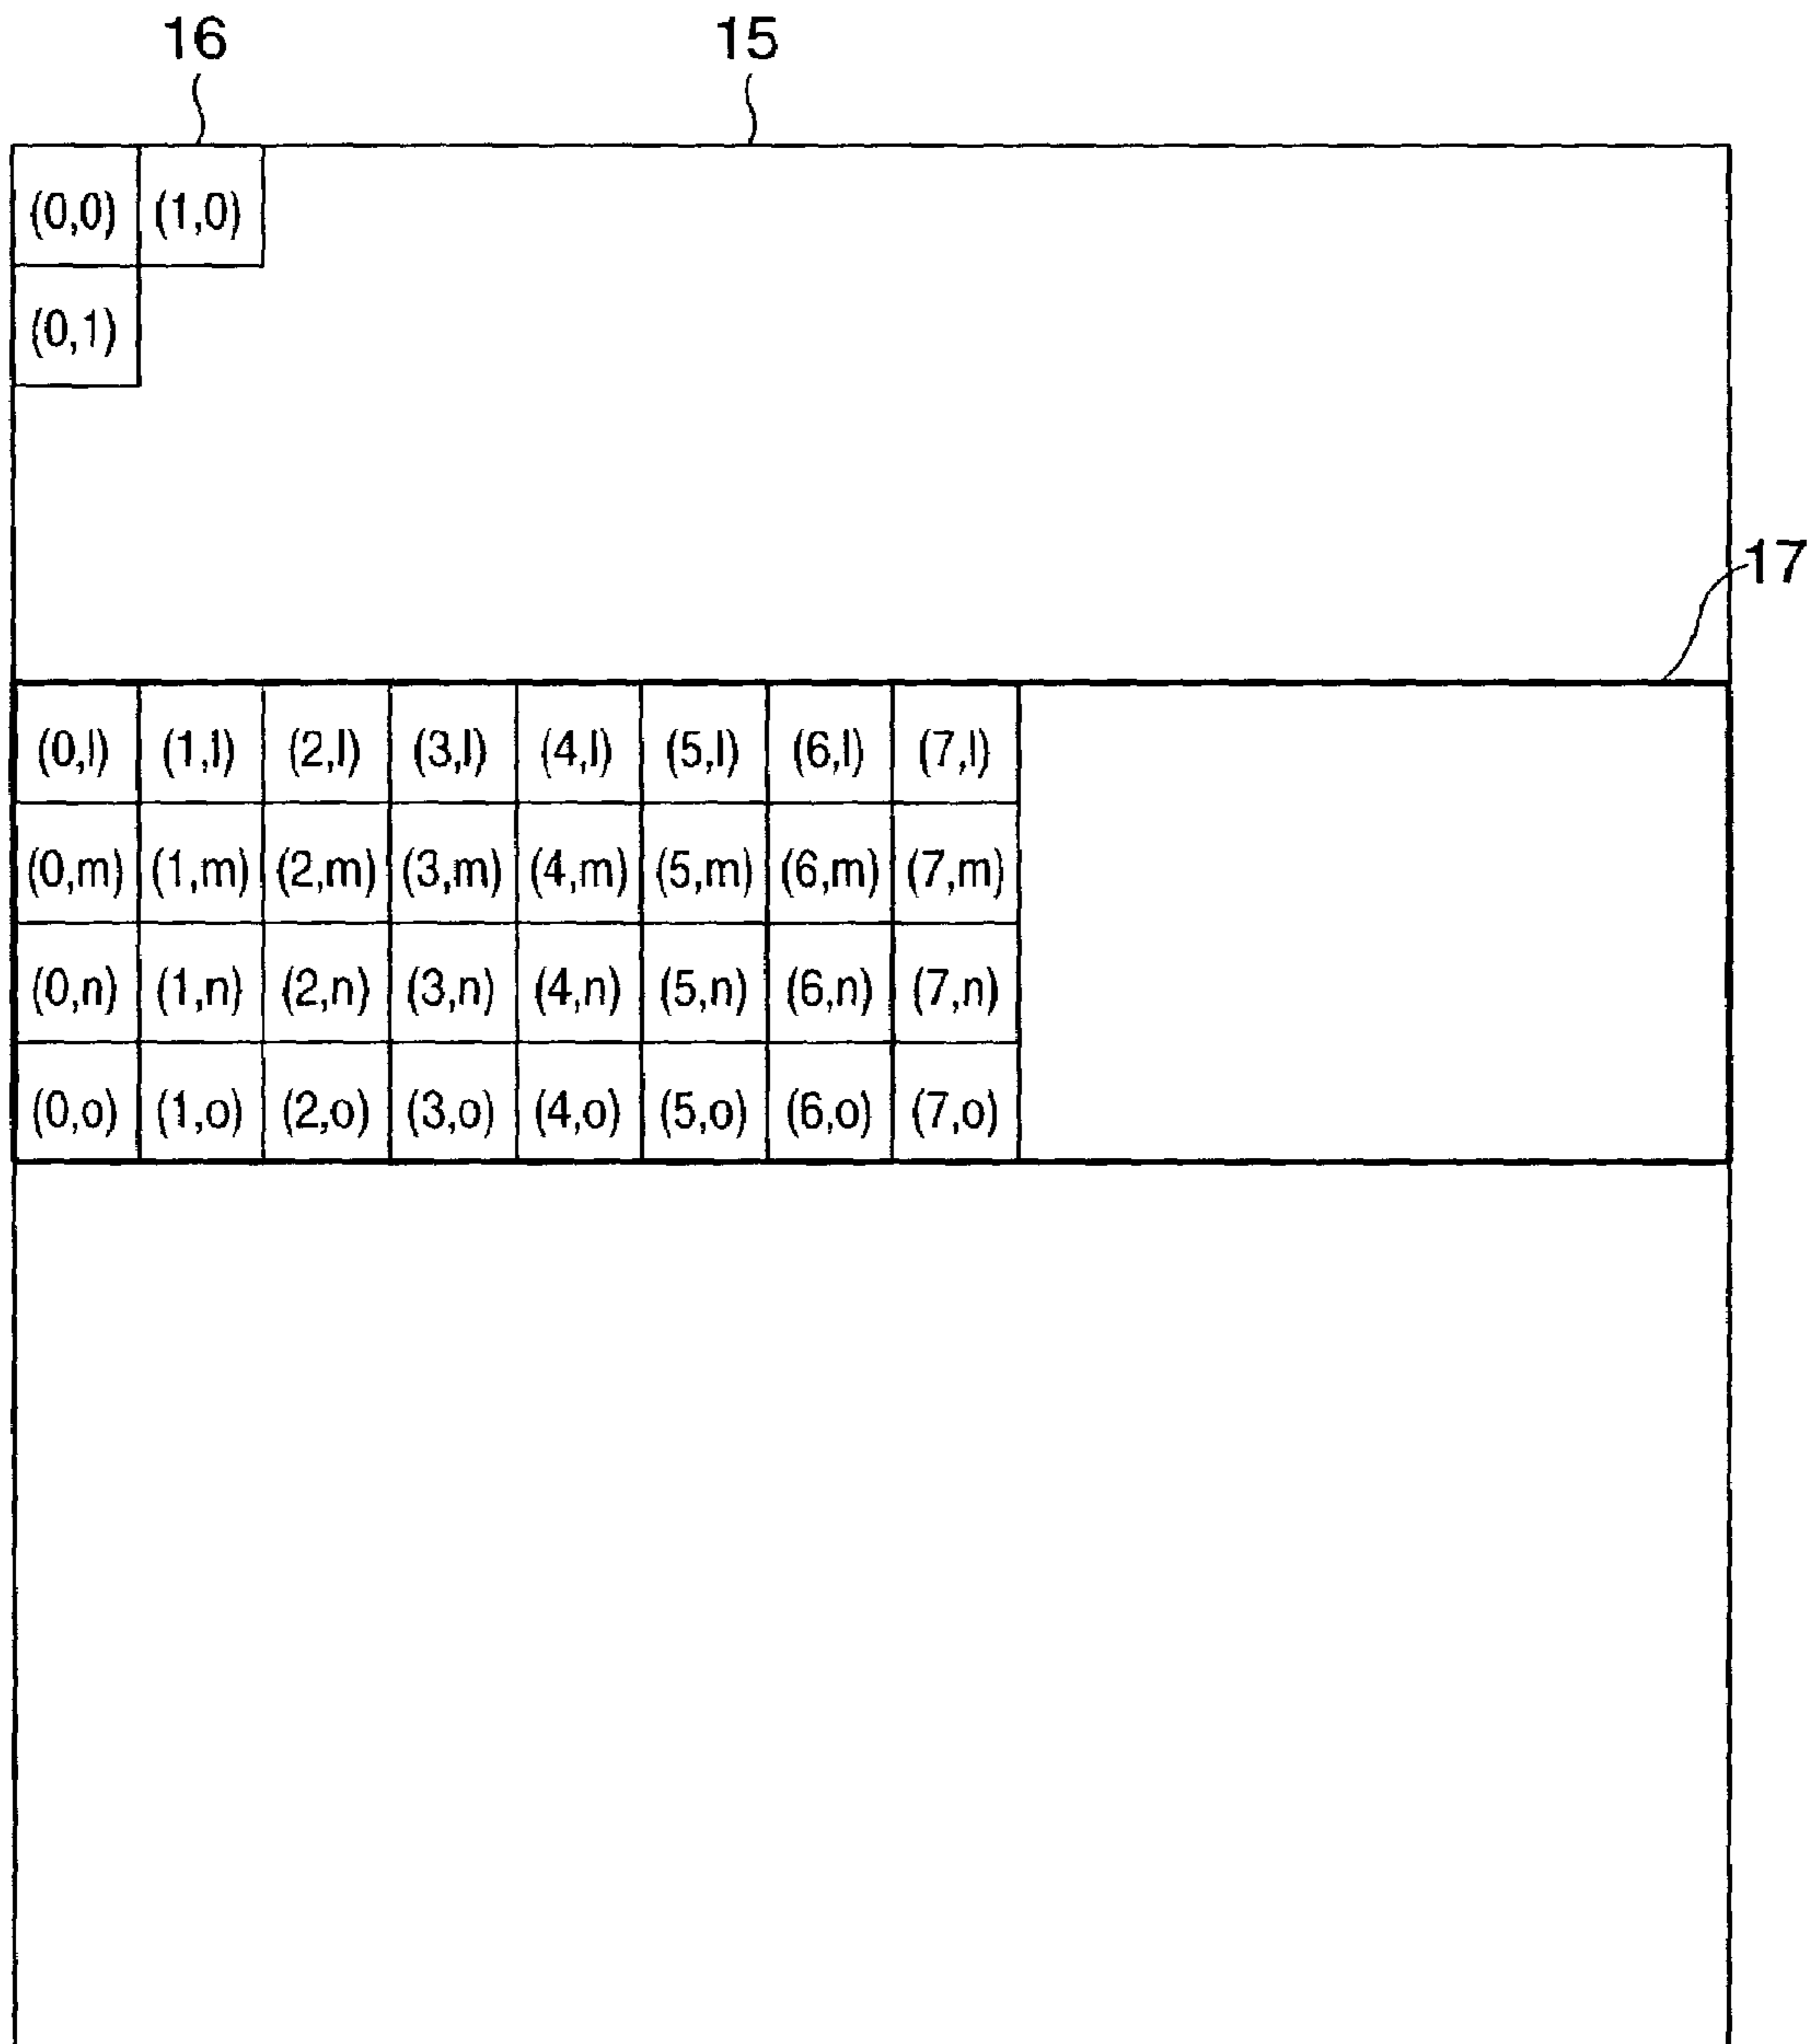 16 15
(0,0) (1,0)
(0,1)
17
(0,l) (1,l) (2,l) (3,l) (4,l) (5,l) (6,l) (7,l)
(0,m) (1,m) (2,m) (3,m) (4,m) (5,m) (6,m) (7,m)
(0,n) (1,n) (2,n) (3,n) (4,n) (5,n) (6,n) (7,n)
(0,o) (1,o) (2,o) (3,o) (4,o) (5,o) (6,o) (7,o)